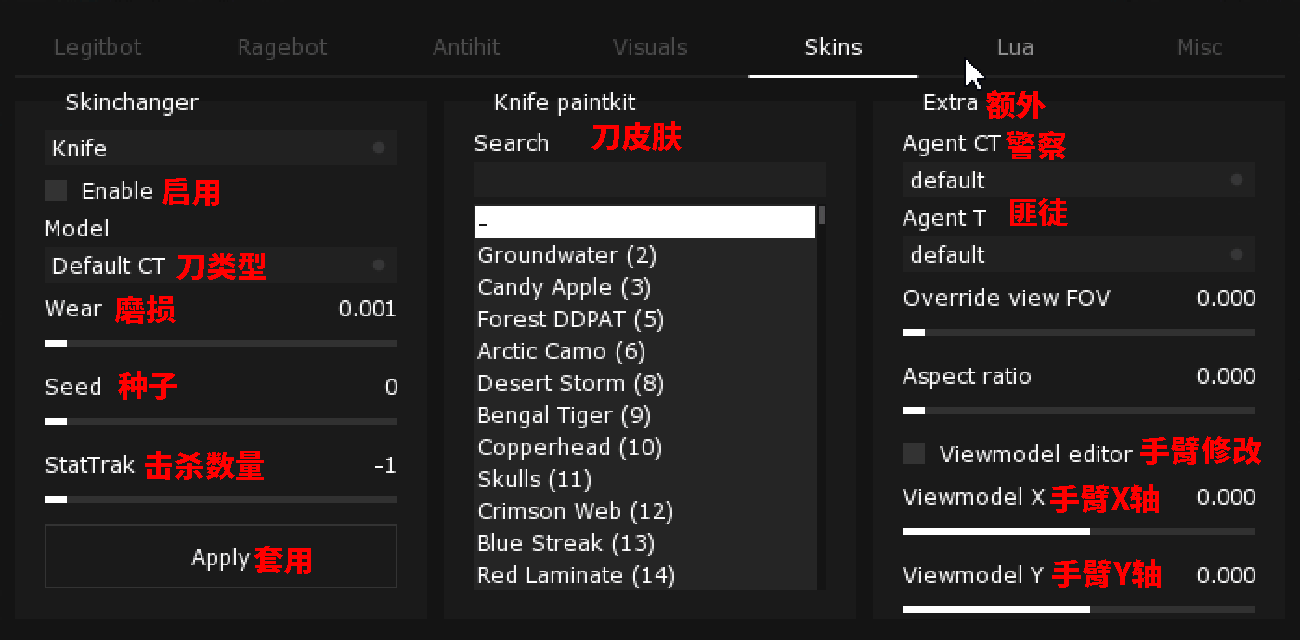 Legitbot Ragebot Antihit Visuals Skins Lua Misc
Skinchanger
Knife
Enable 启用
Model
Default CT 刀类型
Wear 磨损 0.001
Seed 种子 0
StatTrak 击杀数量 -1
Apply 套用
Knife paintkit
Search 刀皮肤
-
Groundwater (2)
Candy Apple (3)
Forest DDPAT (5)
Arctic Camo (6)
Desert Storm (8)
Bengal Tiger (9)
Copperhead (10)
Skulls (11)
Crimson Web (12)
Blue Streak (13)
Red Laminate (14)
Extra 额外
Agent CT 警察
default
Agent T 匪徒
default
Override view FOV 0.000
Aspect ratio 0.000
Viewmodel editor 手臂修改
Viewmodel X 手臂X轴 0.000
Viewmodel Y 手臂Y轴 0.000